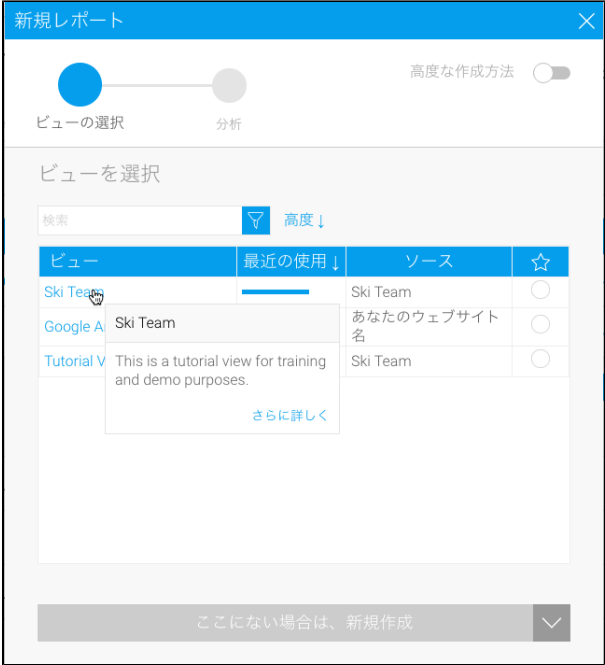 新規レポート
高度な作成方法
ビューの選択
分析
ビューを選択
検索
高度↓
ビュー 最近の使用↓ ソース
Ski Team Ski Team
Google A あなたのウェブサイト
名
Tutorial V Ski Team
Ski Team
This is a tutorial view for training
and demo purposes.
さらに詳しく
ここにない場合は、新規作成